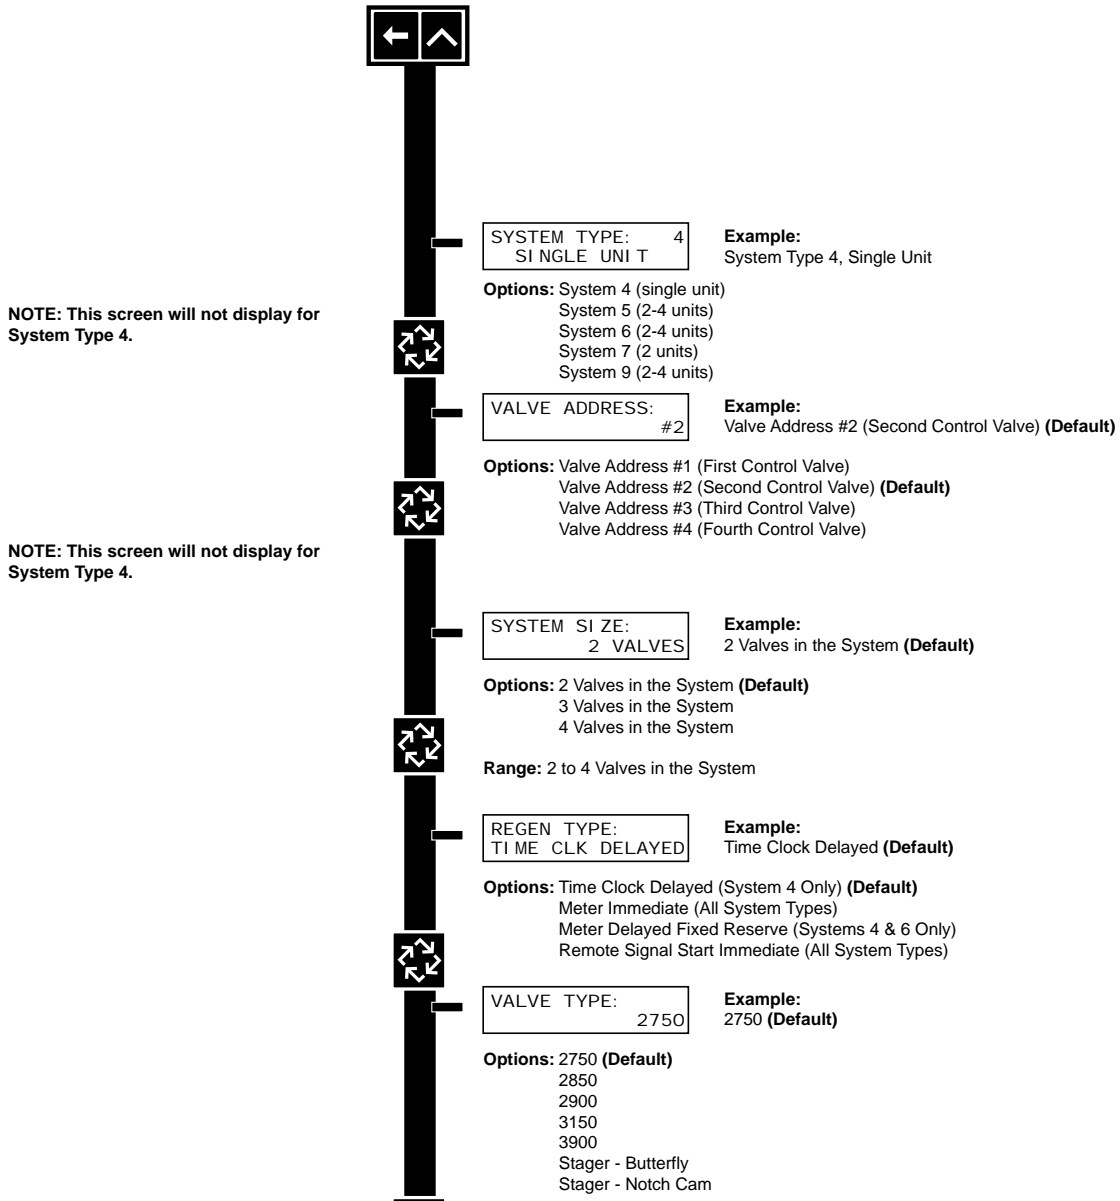 SYSTEM TYPE: 4
SINGLE UNIT
Example:
System Type 4, Single Unit
Options: System 4 (single unit)
System 5 (2-4 units)
System 6 (2-4 units)
System 7 (2 units)
System 9 (2-4 units)
NOTE: This screen will not display for
System Type 4.
VALVE ADDRESS:
#2
Example:
Valve Address #2 (Second Control Valve) (Default)
Options: Valve Address #1 (First Control Valve)
Valve Address #2 (Second Control Valve) (Default)
Valve Address #3 (Third Control Valve)
Valve Address #4 (Fourth Control Valve)
NOTE: This screen will not display for
System Type 4.
SYSTEM SIZE:
2 VALVES
Example:
2 Valves in the System (Default)
Options: 2 Valves in the System (Default)
3 Valves in the System
4 Valves in the System
Range: 2 to 4 Valves in the System
REGEN TYPE:
TIME CLK DELAYED
Example:
Time Clock Delayed (Default)
Options: Time Clock Delayed (System 4 Only) (Default)
Meter Immediate (All System Types)
Meter Delayed Fixed Reserve (Systems 4 & 6 Only)
Remote Signal Start Immediate (All System Types)
VALVE TYPE:
2750
Example:
2750 (Default)
Options: 2750 (Default)
2850
2900
3150
3900
Stager - Butterfly
Stager - Notch Cam